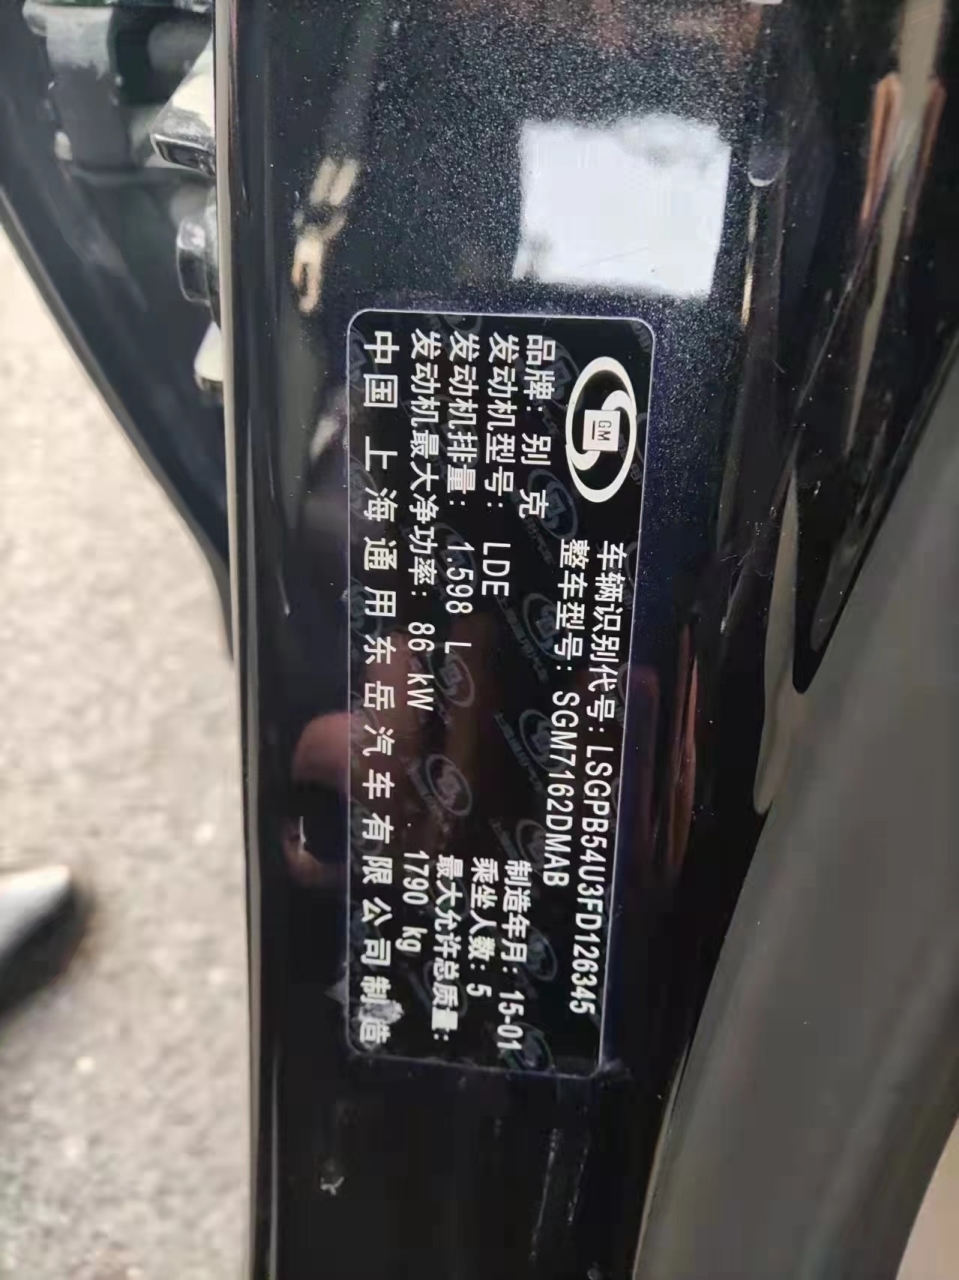 GM
车辆识别代号: LSGPB54U3FD126345
整车型号: SGM7162DMAB
品牌: 别克
发动机型号: LDE
制造年月: 15-01
发动机排量: 1.598 L
乘坐人数: 5
发动机最大净功率: 86 kW
最大允许总质量:
1790 kg
中国 上海通用东岳汽车有限公司制造